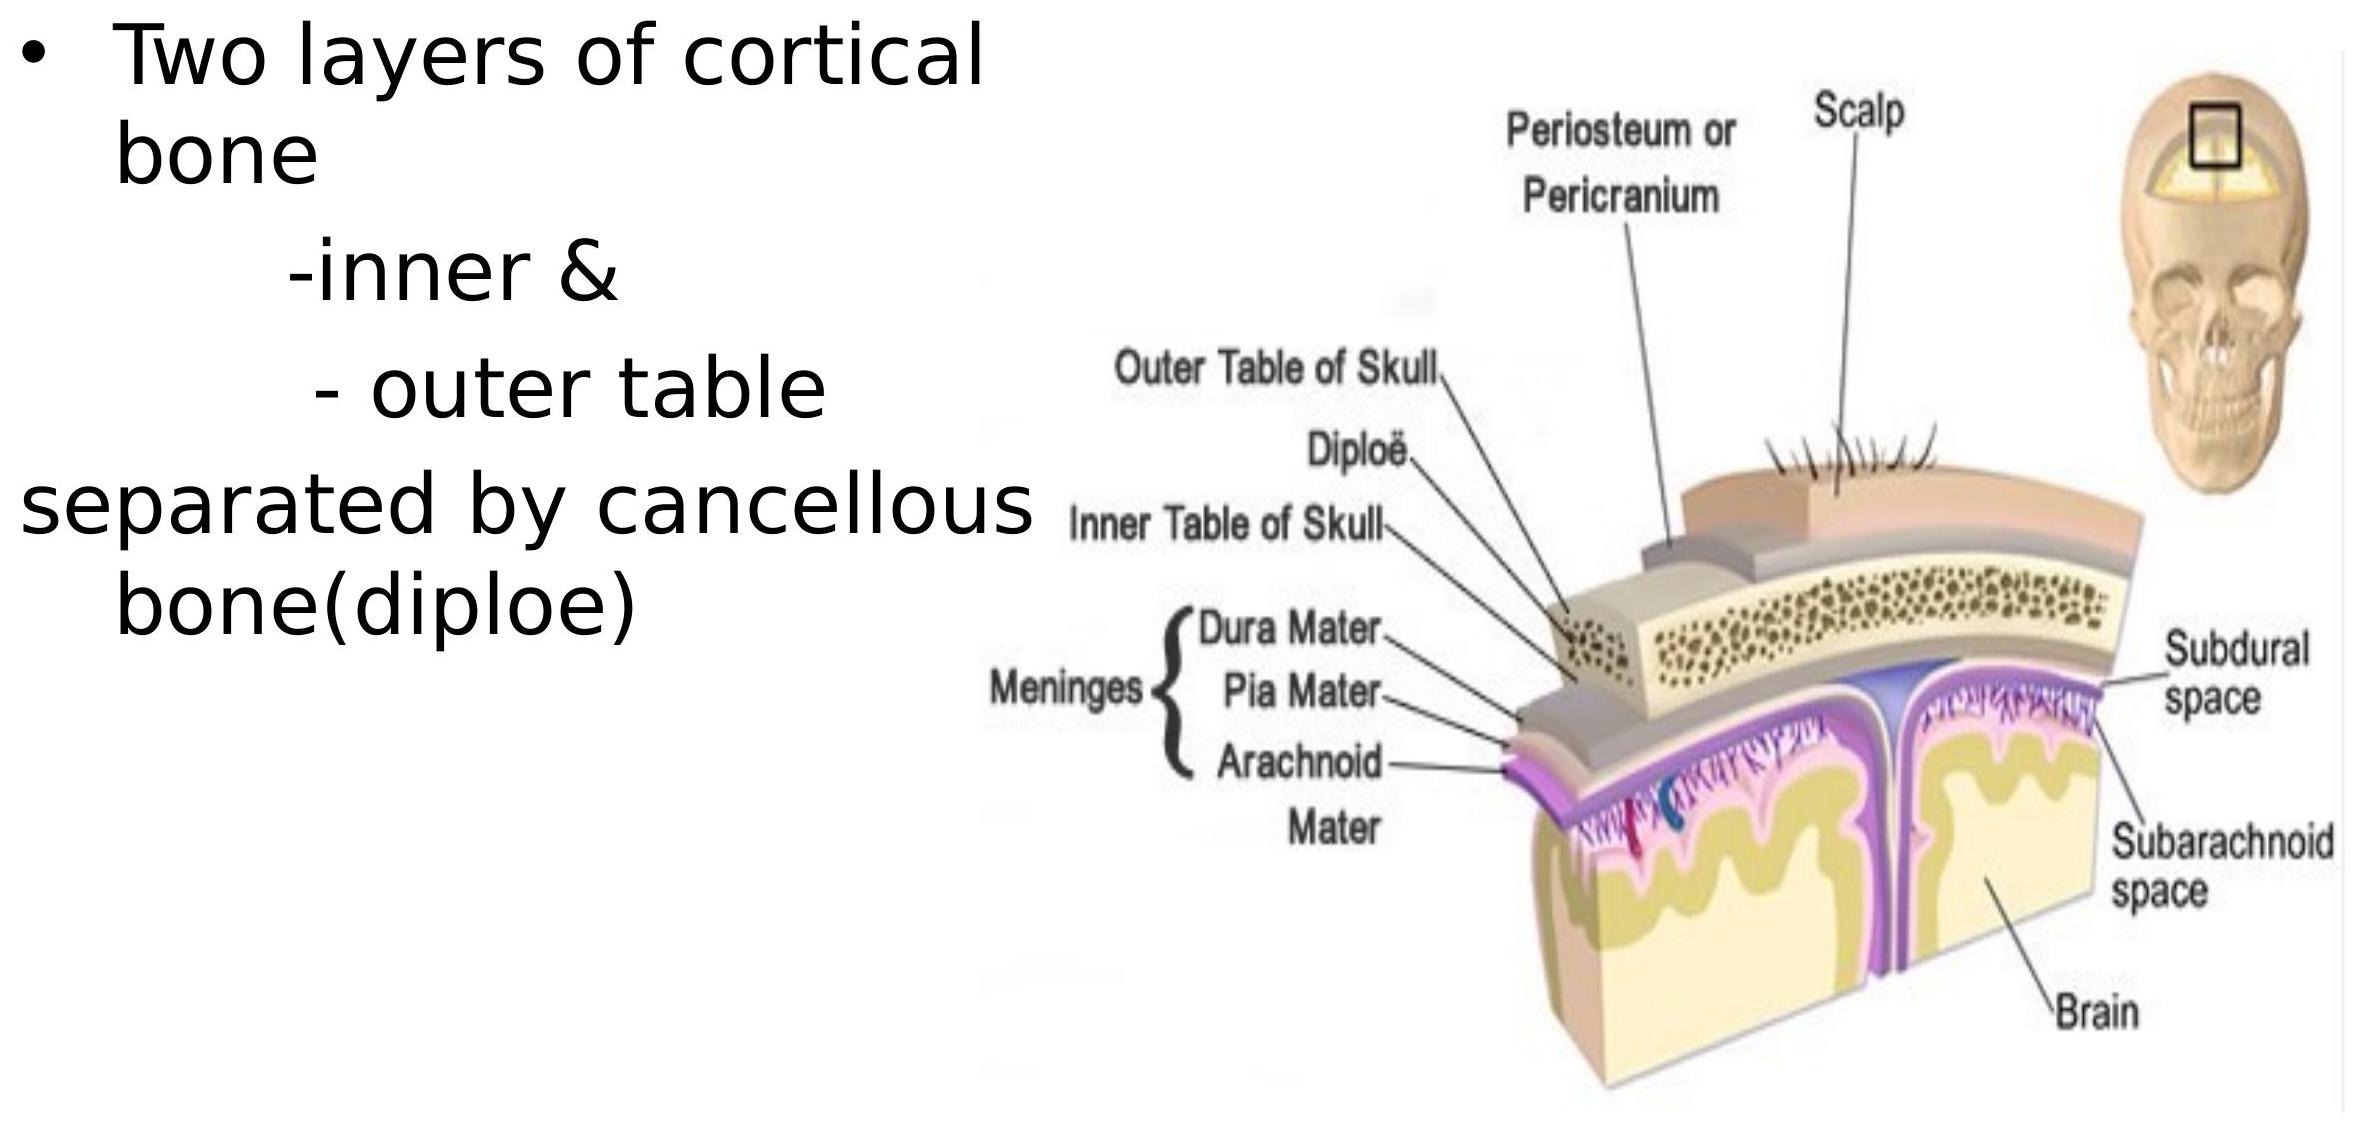 • Two layers of cortical
bone
-inner &
- outer table
separated by cancellous
bone(diploe)
Periosteum or
Pericranium
Scalp
Outer Table of Skull
Diploë
Inner Table of Skull
Meninges
Dura Mater
Pia Mater
Arachnoid
Mater
Subdural
space
Subarachnoid
space
Brain